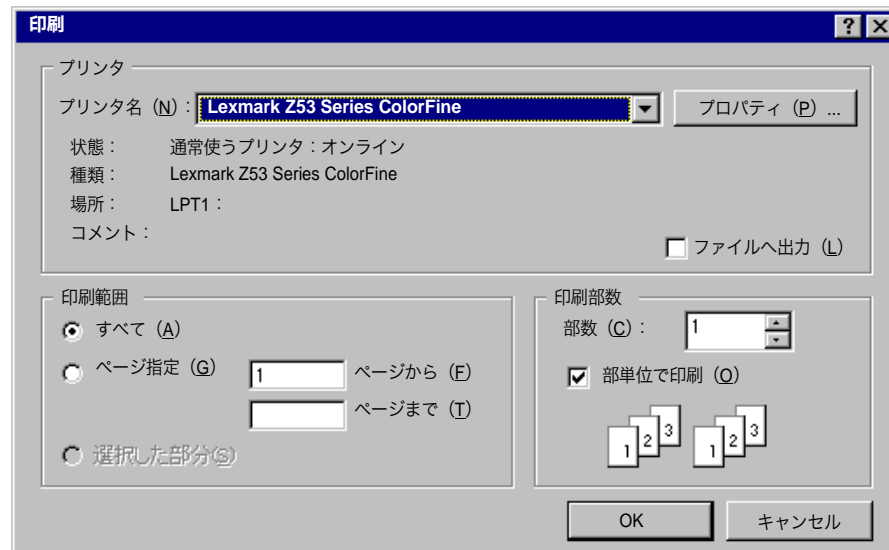 印刷
プリンタ
プリンタ名（N）: Lexmark Z53 Series ColorFine プロパティ（P）...
状態： 通常使うプリンタ：オンライン
種類： Lexmark Z53 Series ColorFine
場所： LPT1：
コメント：
ファイルへ出力（L）
印刷範囲
すべて（A）
ページ指定（G） 1 ページから（F）
ページまで（T）
選択した部分(S)
印刷部数
部数（C）: 1
部単位で印刷（O）
1 2 3 1 2 3
OK キャンセル